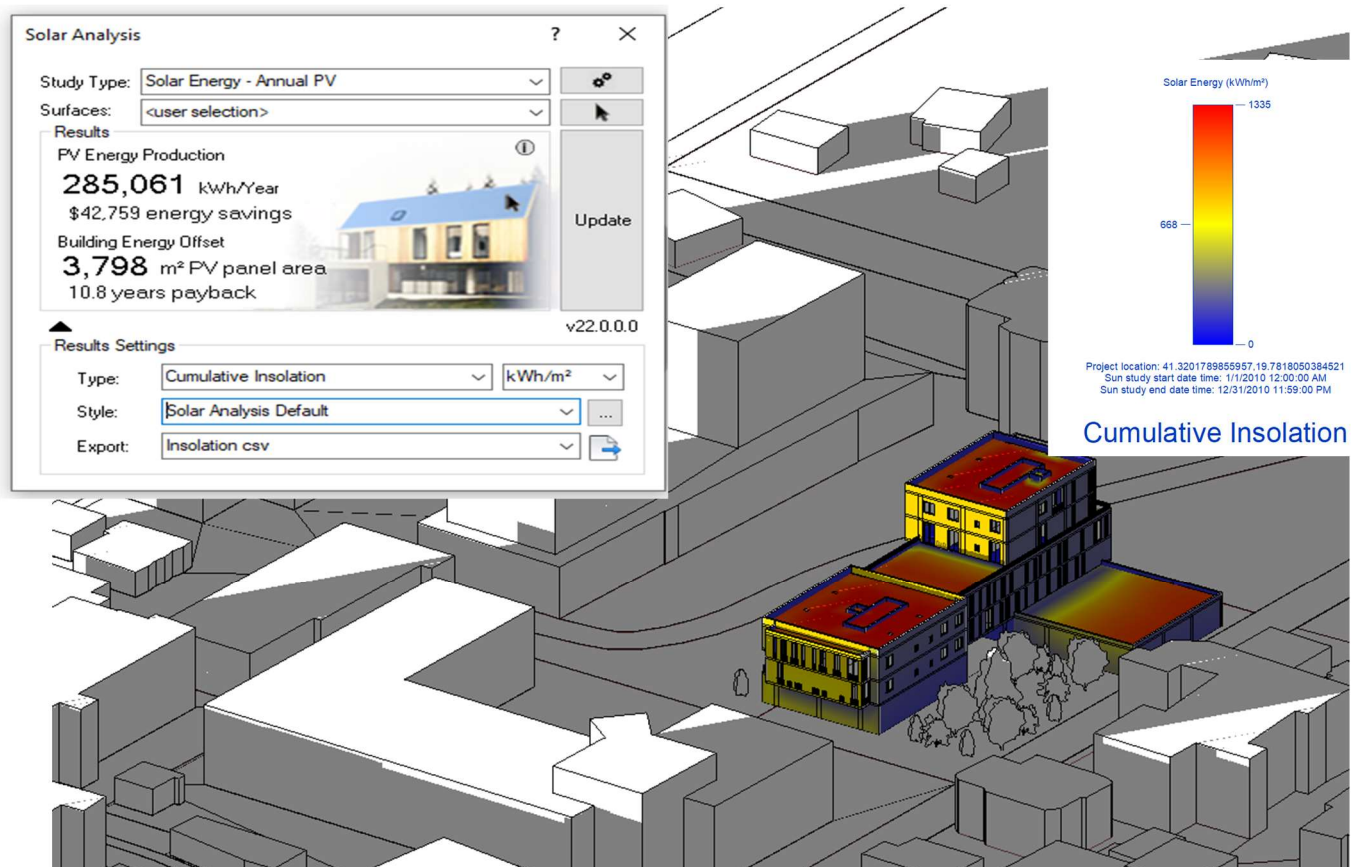 Solar Analysis
?
Study Type: Solar Energy - Annual PV
Surfaces: <user selection>
Results
PV Energy Production
285,061 kWh/Year
$42,759 energy savings
Building Energy Offset
3,798 m² PV panel area
10.8 years payback
Update
v22.0.0.0
Results Settings
Type: Cumulative Insolation kWh/m²
Style: Solar Analysis Default ...
Export: Insolation csv
Solar Energy (kWh/m²)
1335
668
0
Project location: 41.3201789855957,19.7818050384521
Sun study start date time: 1/1/2010 12:00:00 AM
Sun study end date time: 12/31/2010 11:59:00 PM
Cumulative Insolation